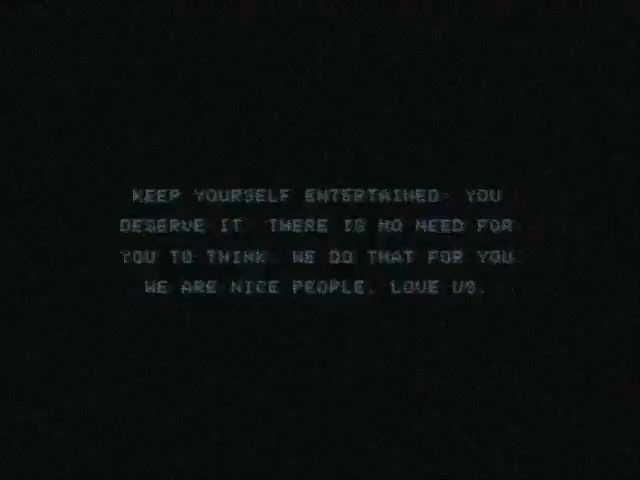 KEEP YOURSELF ENTERTAINED. YOU
DESERVE IT. THERE IS NO NEED FOR
YOU TO THINK. WE DO THAT FOR YOU.
WE ARE NICE PEOPLE. LOVE US.